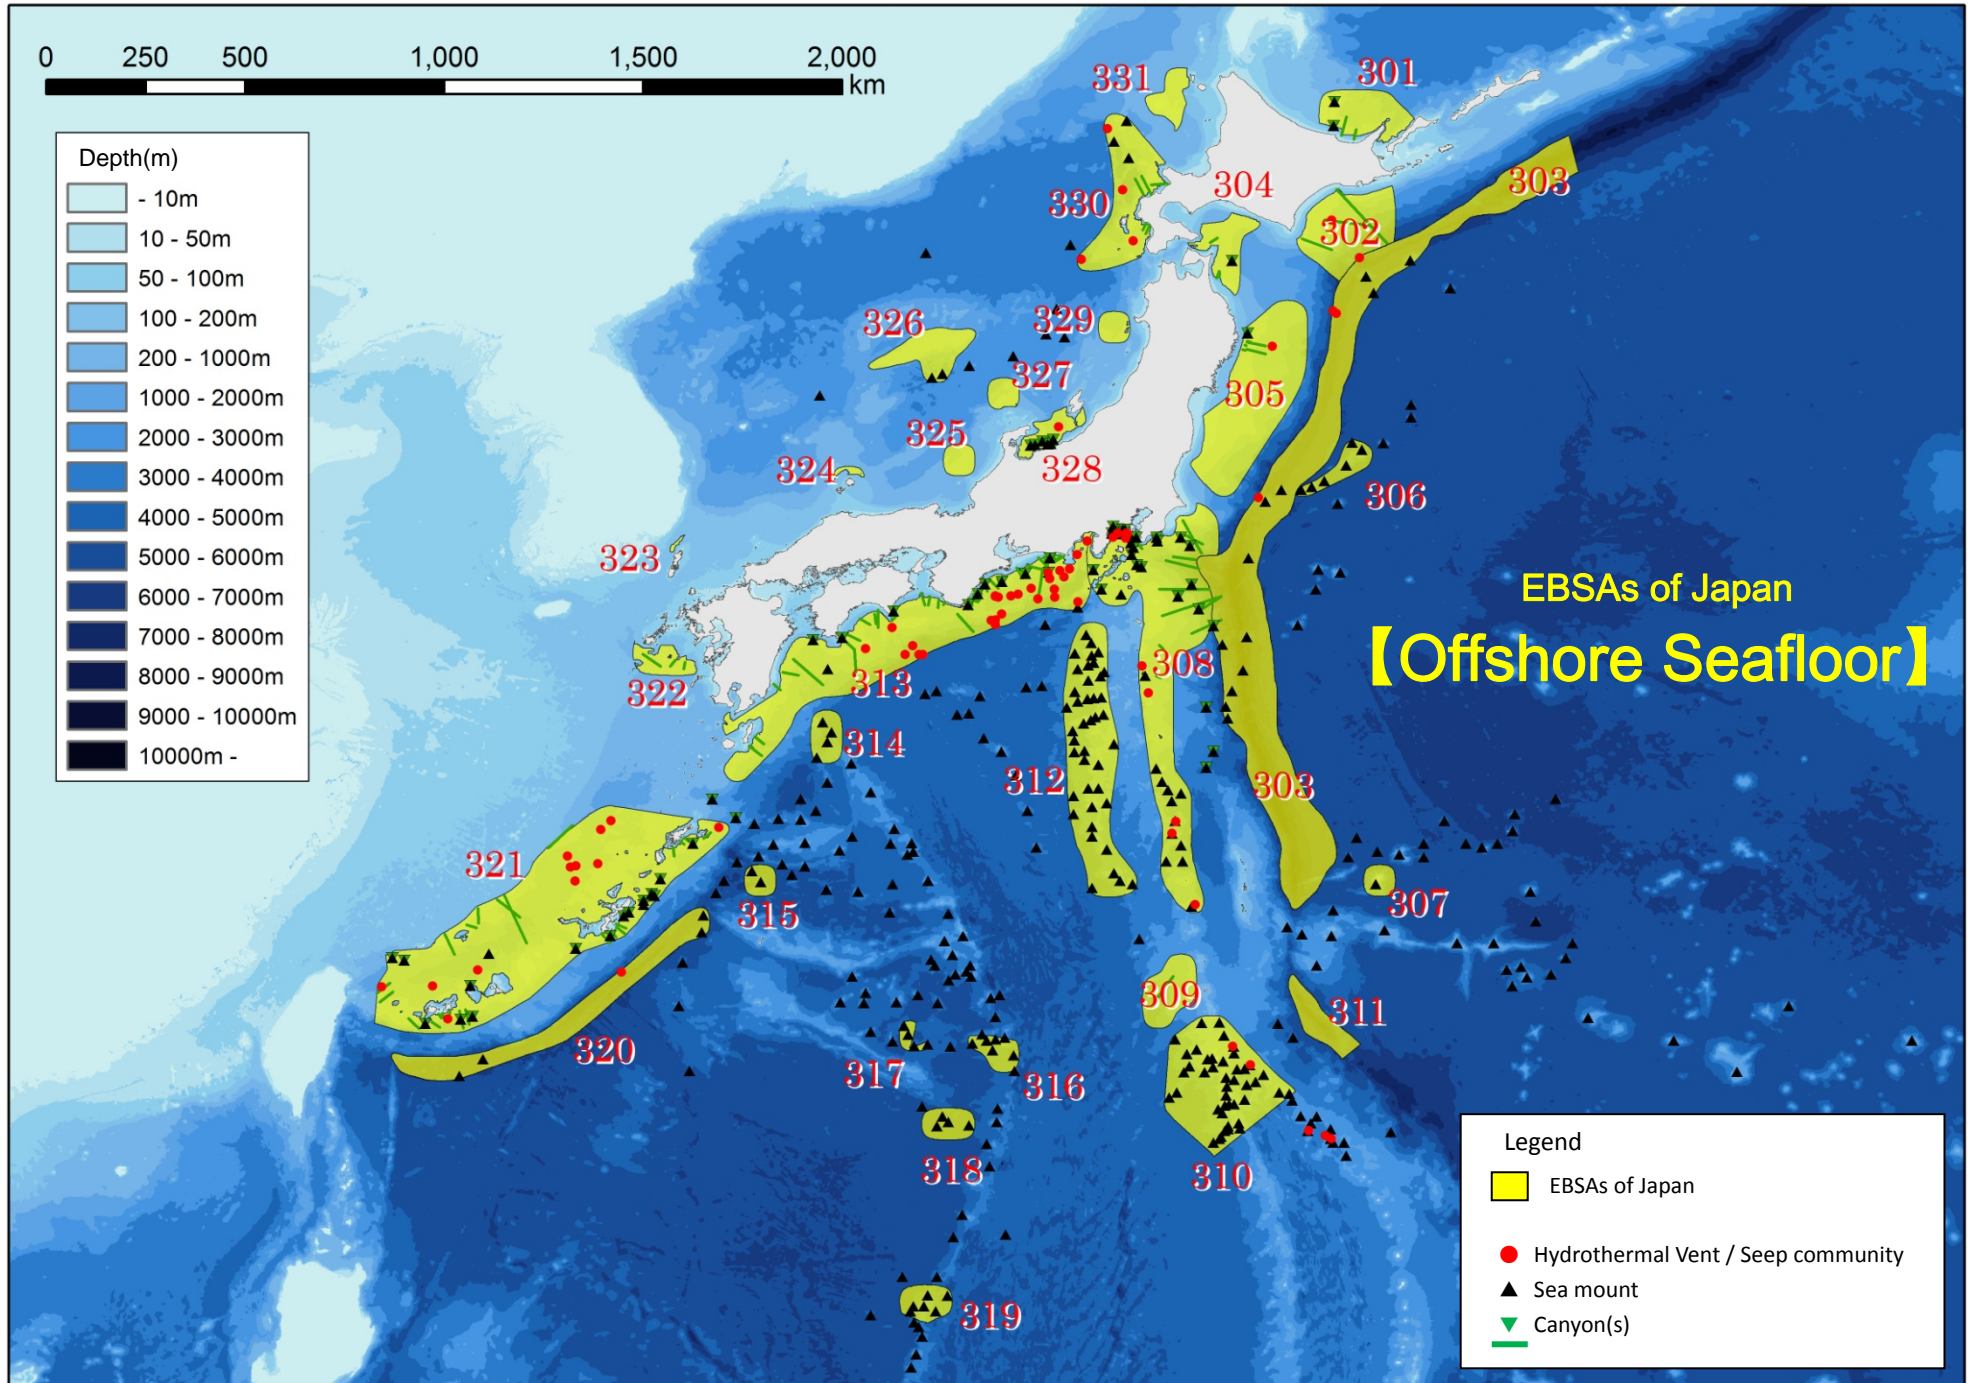 0 250 500 1,000 1,500 2,000
km
Depth(m)
- 10m
10 - 50m
50 - 100m
100 - 200m
200 - 1000m
1000 - 2000m
2000 - 3000m
3000 - 4000m
4000 - 5000m
5000 - 6000m
6000 - 7000m
7000 - 8000m
8000 - 9000m
9000 - 10000m
10000m -
331
301
330
304
303
302
326
329
327
305
325
324
328
306
323
EBSAs of Japan
【Offshore Seafloor】
322
313
308
314
312
303
321
315
307
309
311
320
317
316
318
310
319
Legend
EBSAs of Japan
Hydrothermal Vent / Seep community
Sea mount
Canyon(s)